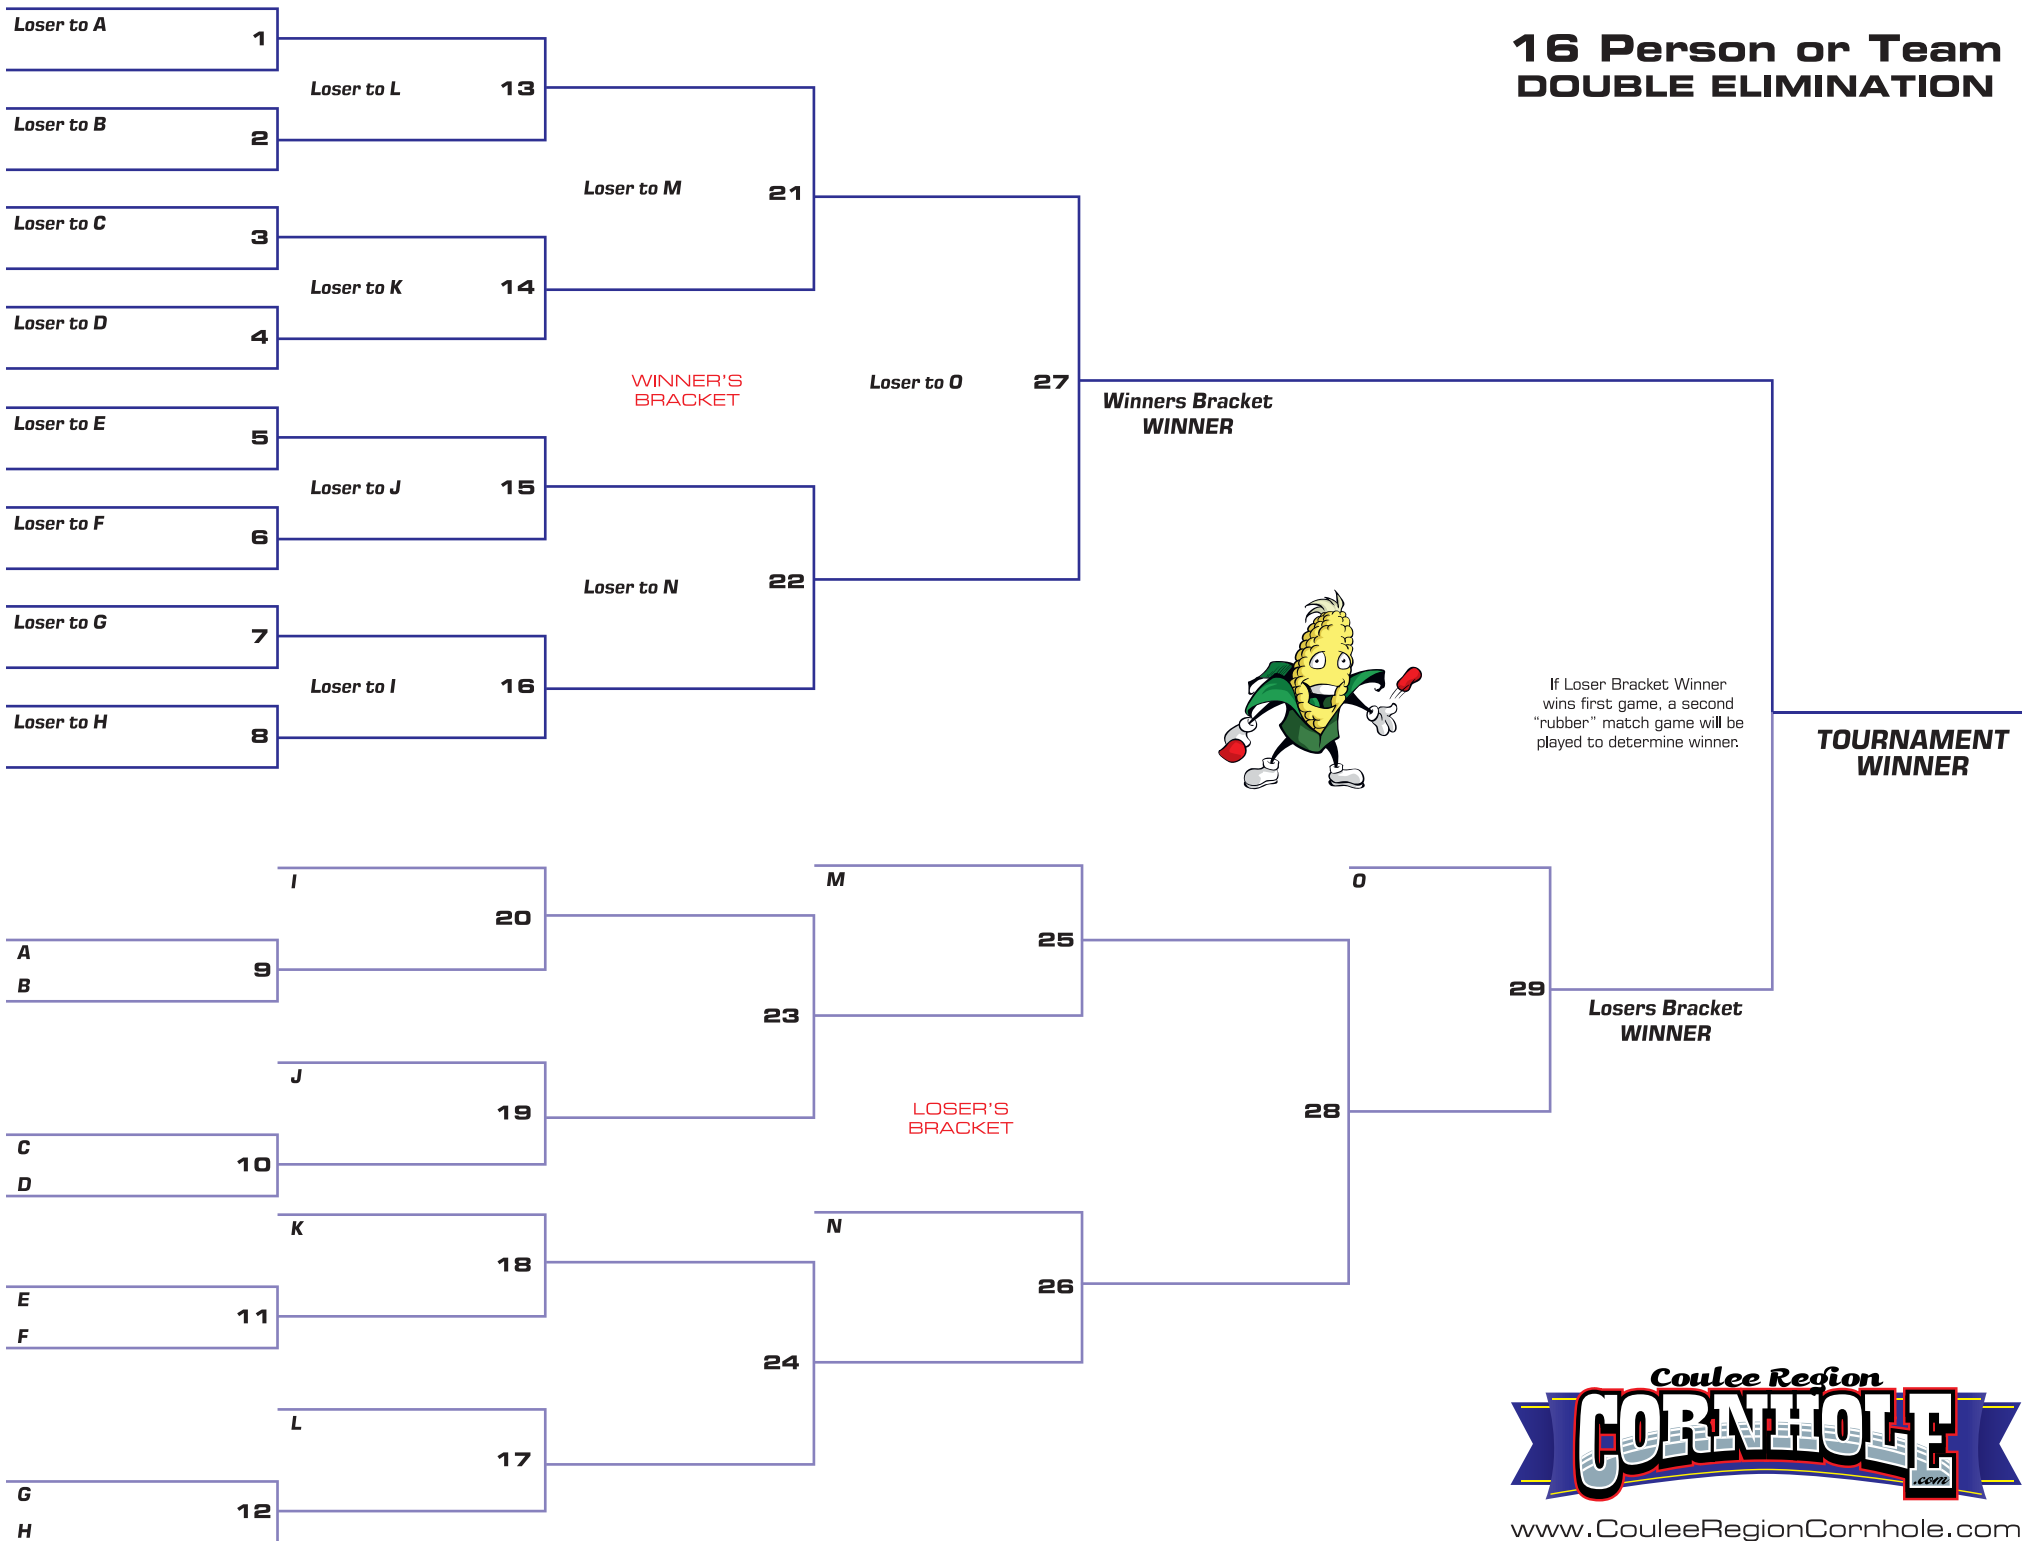 16 Person or Team
DOUBLE ELIMINATION
Loser to A
1
Loser to L
13
Loser to B
2
Loser to M
21
Loser to C
3
Loser to K
14
Loser to D
4
WINNER'S
BRACKET
Loser to O
27
Winners Bracket
WINNER
Loser to E
5
Loser to J
15
Loser to F
6
Loser to N
22
Loser to G
7
Loser to I
16
Loser to H
8
If Loser Bracket Winner
wins first game, a second
“rubber” match game will be
played to determine winner.
TOURNAMENT
WINNER
I
20
A
B
9
J
19
C
D
10
K
18
E
F
11
L
17
G
H
12
23
24
M
25
LOSER'S
BRACKET
N
26
28
O
29
Losers Bracket
WINNER
Coulee Region
CORNHOLE
.com
www.CouleeRegionCornhole.com